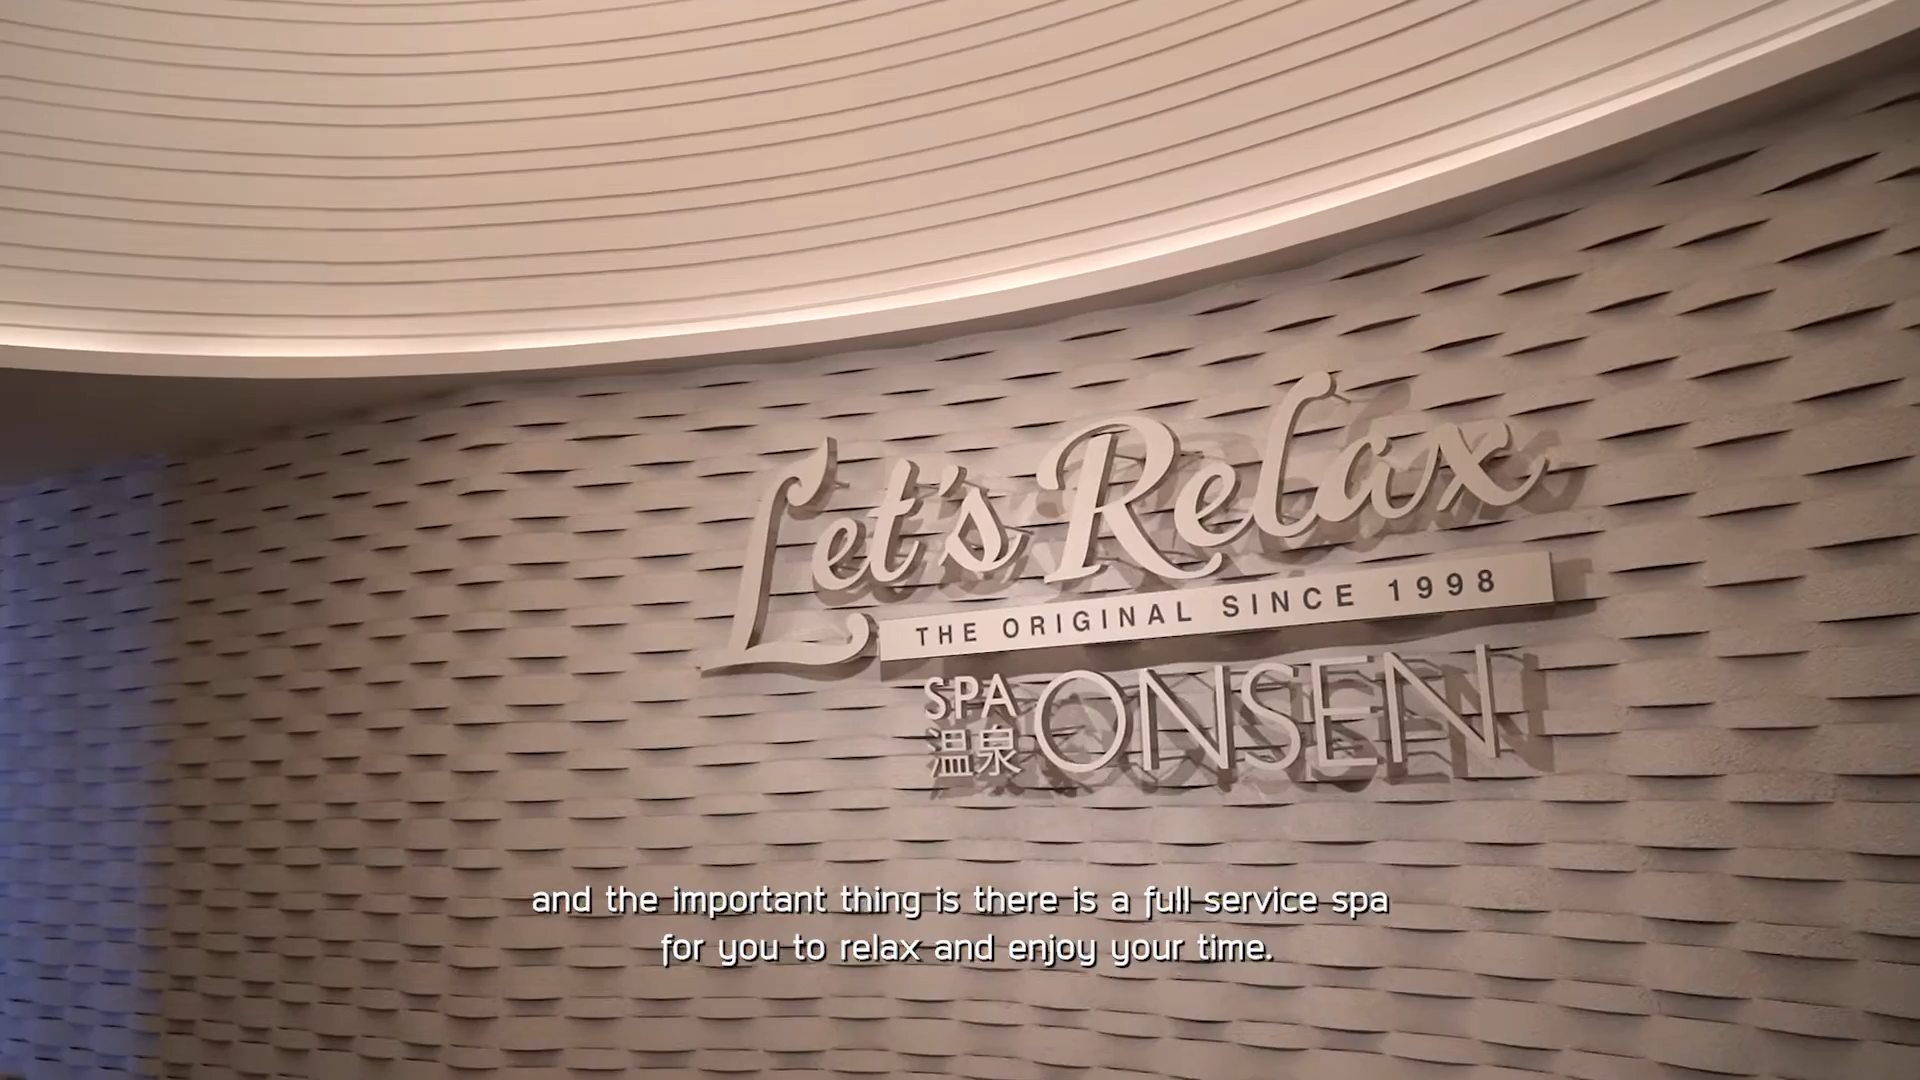 Let's Relax
THE ORIGINAL SINCE 1998
SPA
温泉
ONSEN
and the important thing is there is a full service spa
for you to relax and enjoy your time.